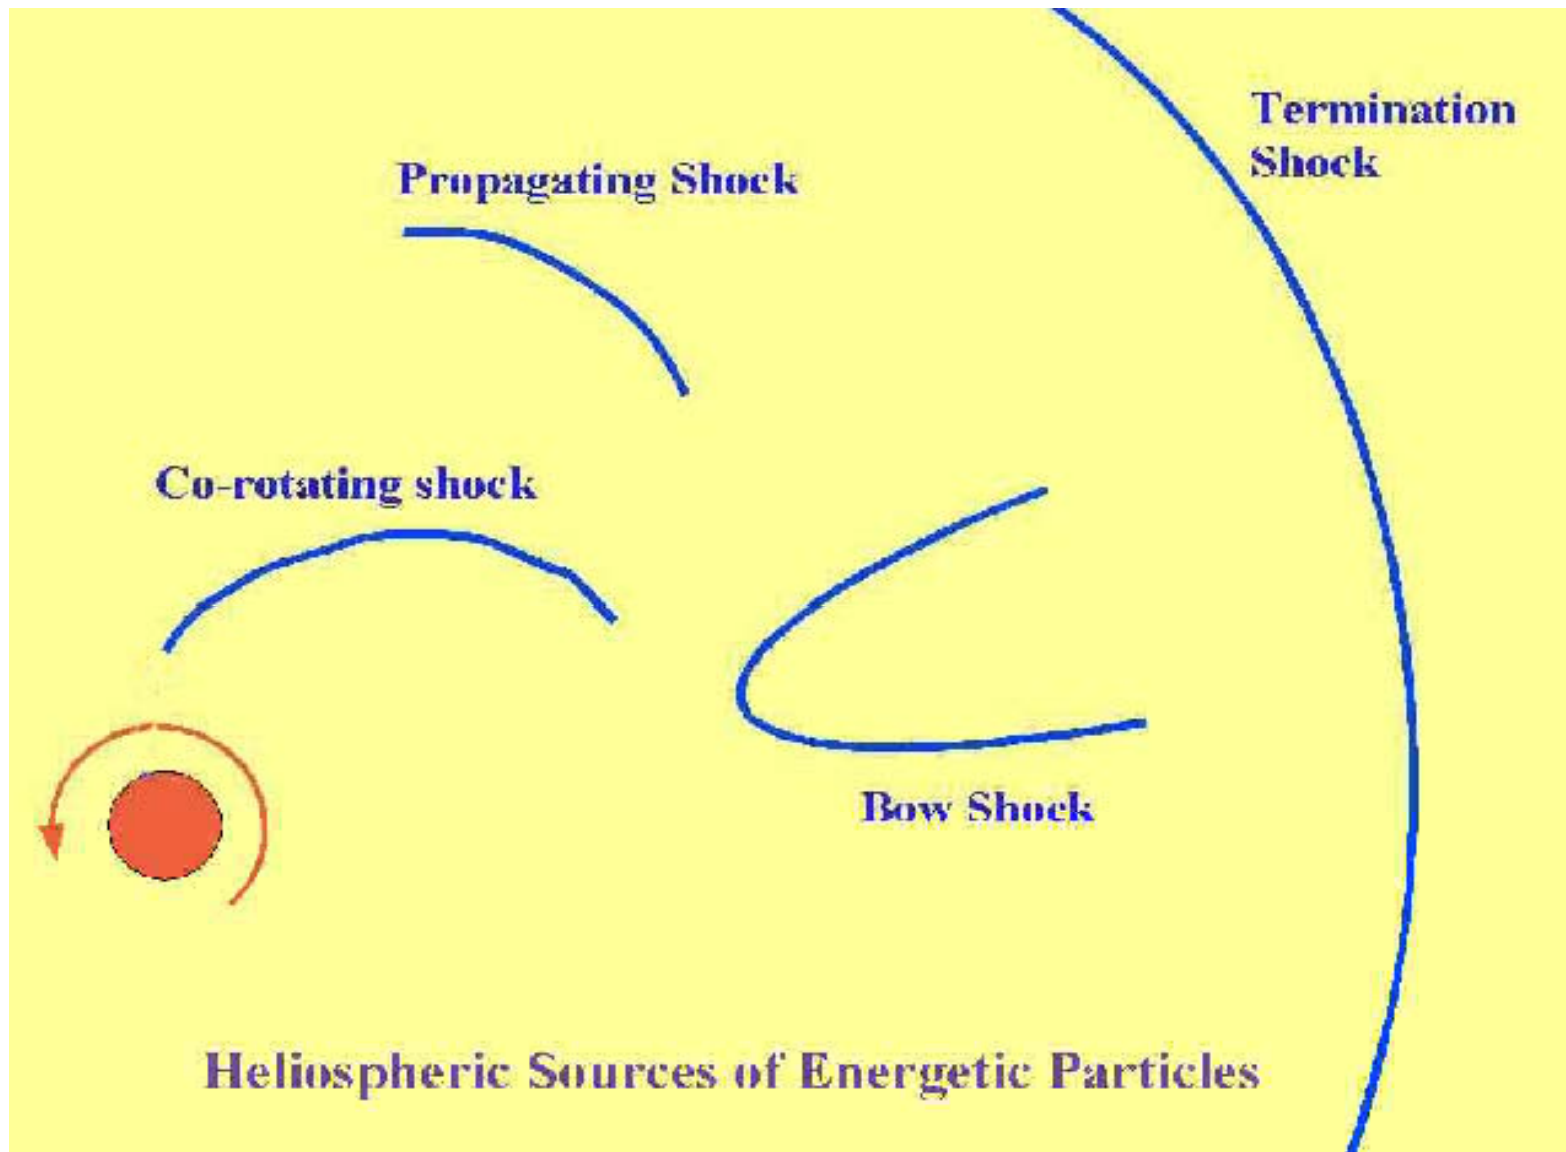 Termination
Shock
Propagating Shock
Co-rotating shock
Bow Shock
Heliospheric Sources of Energetic Particles